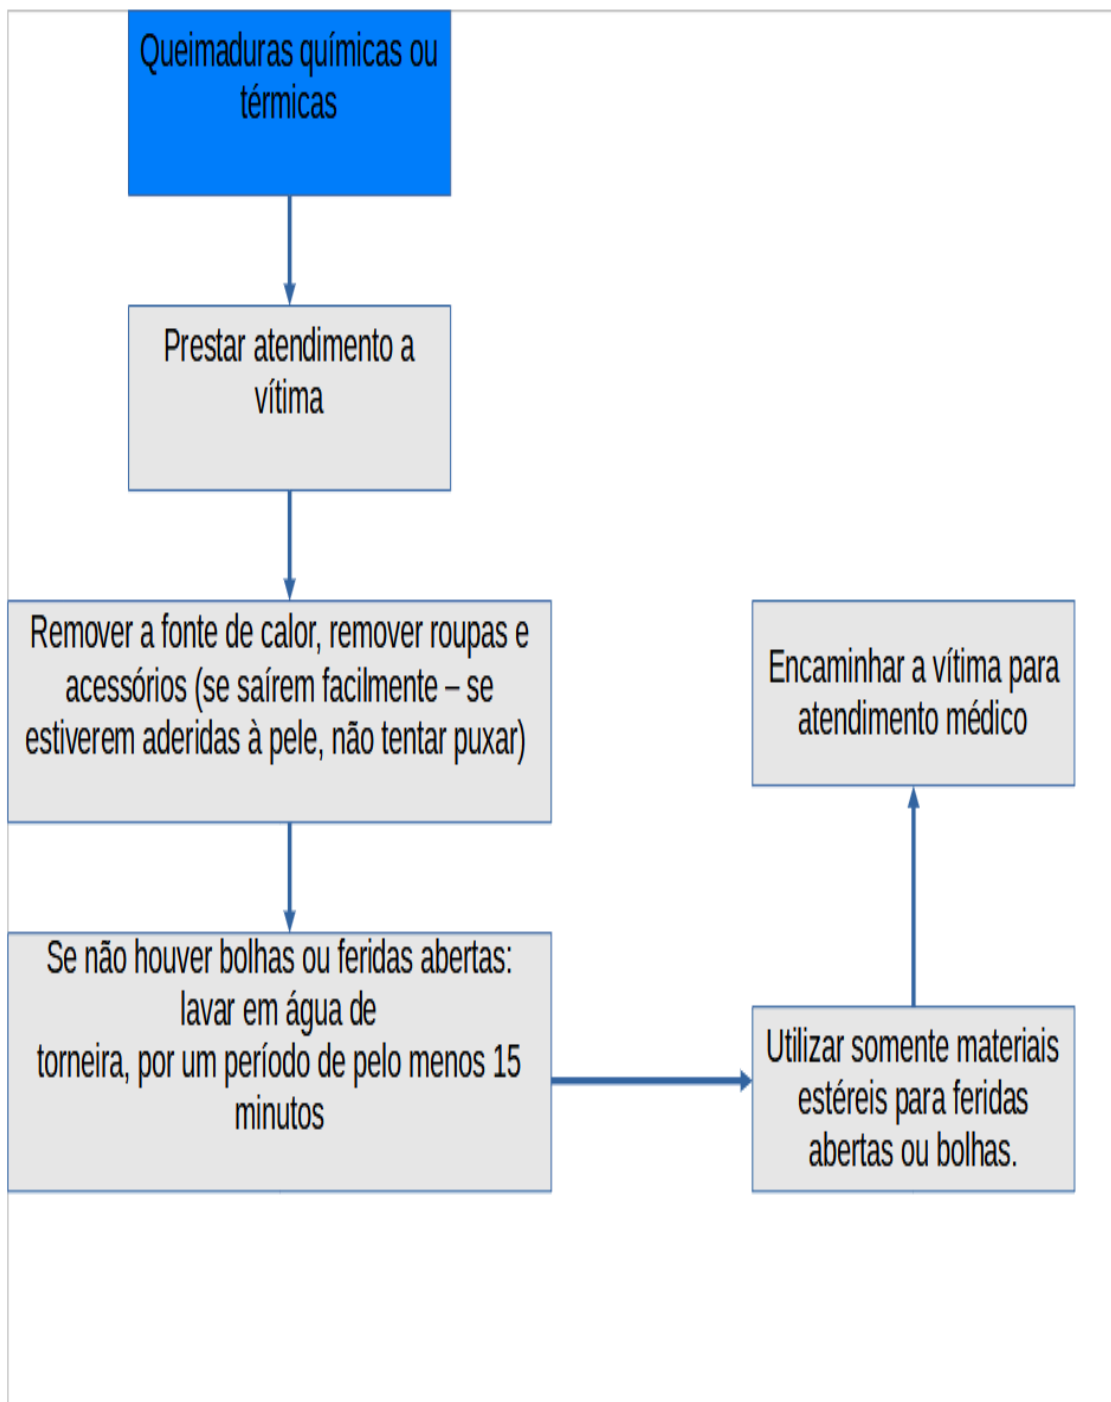 Queimaduras químicas ou
térmicas
Prestar atendimento a
vítima
Remover a fonte de calor, remover roupas e
acessórios (se saírem facilmente – se
estiverem aderidas à pele, não tentar puxar)
Se não houver bolhas ou feridas abertas:
lavar em água de
torneira, por um período de pelo menos 15
minutos
Utilizar somente materiais
estéreis para feridas
abertas ou bolhas.
Encaminhar a vítima para
atendimento médico